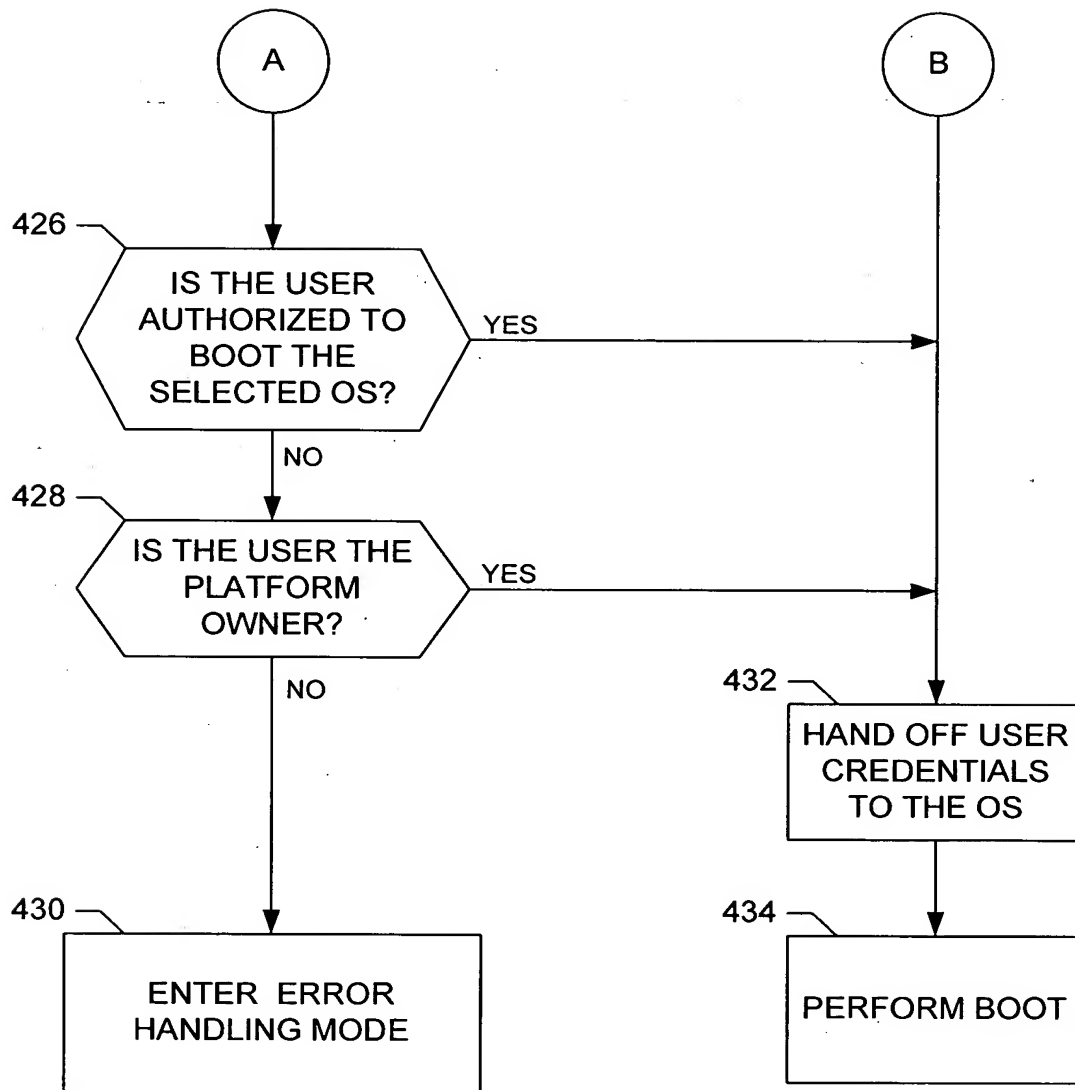 A
B
426
IS THE USER
AUTHORIZED TO
BOOT THE
SELECTED OS?
YES
NO
428
IS THE USER THE
PLATFORM
OWNER?
YES
NO
432
HAND OFF USER
CREDENTIALS
TO THE OS
430
ENTER ERROR
HANDLING MODE
434
PERFORM BOOT